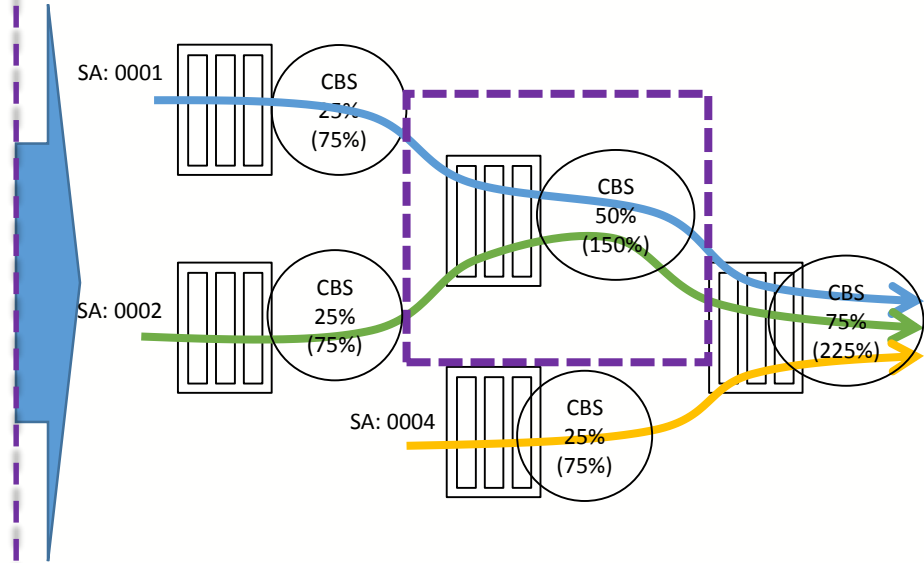 SA: 0001
CBS
25%
(75%)
CBS
50%
(150%)
SA: 0002
CBS
25%
(75%)
CBS
75%
(225%)
SA: 0004
CBS
25%
(75%)